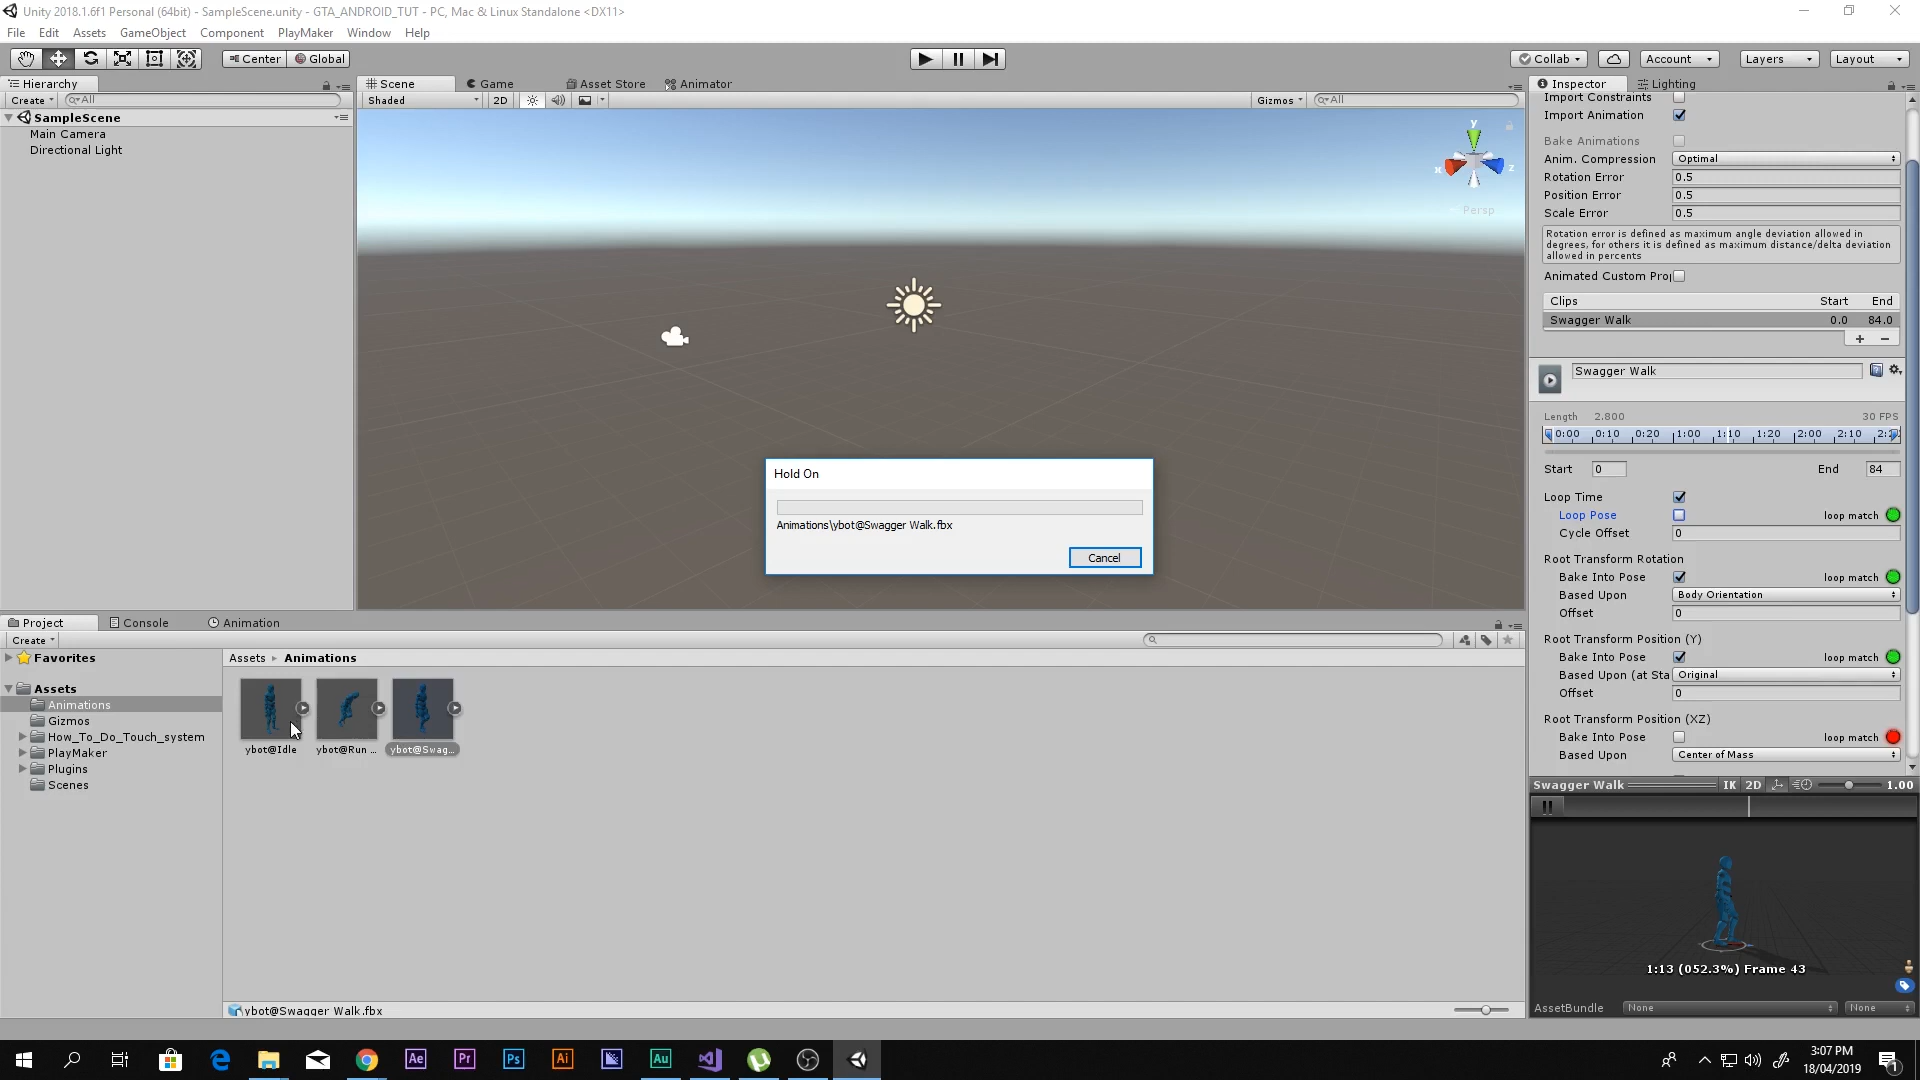 Unity 2018.1.6f1 Personal (64bit) - SampleScene.unity - GTA_ANDROID_TUT - PC, Mac & Linux Standalone <DX11>
File Edit Assets GameObject Component PlayMaker Window Help
Center Global Collab Account Layers Layout
Hierarchy
Create All
SampleScene
Main Camera
Directional Light
Scene Game Asset Store Animator
Shaded 2D Gizmos All
y
x z
Persp
Hold On
Animations\ybot@Swagger Walk.fbx
Cancel
Inspector Lighting
Import Constraints
Import Animation
Bake Animations
Anim. Compression Optimal
Rotation Error 0.5
Position Error 0.5
Scale Error 0.5
Rotation error is defined as maximum angle deviation allowed in
degrees, for others it is defined as maximum distance/delta deviation
allowed in percents
Animated Custom Pro
Clips Start End
Swagger Walk 0.0 84.0
+ −
Swagger Walk
Length 2.800 30 FPS
0:00 0:10 0:20 1:00 1:10 1:20 2:00 2:10
Start 0 End 84
Loop Time
Loop Pose loop match
Cycle Offset 0
Root Transform Rotation
Bake Into Pose loop match
Based Upon Body Orientation
Offset 0
Root Transform Position (Y)
Bake Into Pose loop match
Based Upon (at Sta Original
Offset 0
Root Transform Position (XZ)
Bake Into Pose loop match
Based Upon Center of Mass
Swagger Walk IK 2D 1.00
1:13 (052.3%) Frame 43
AssetBundle None None
Project Console Animation
Create
Favorites
Assets
Animations
Gizmos
How_To_Do_Touch_system
PlayMaker
Plugins
Scenes
Assets ▸ Animations
ybot@Idle ybot@Run ... ybot@Swag...
ybot@Swagger Walk.fbx
Ae Pr Ps Ai Au
3:07 PM
18/04/2019
1